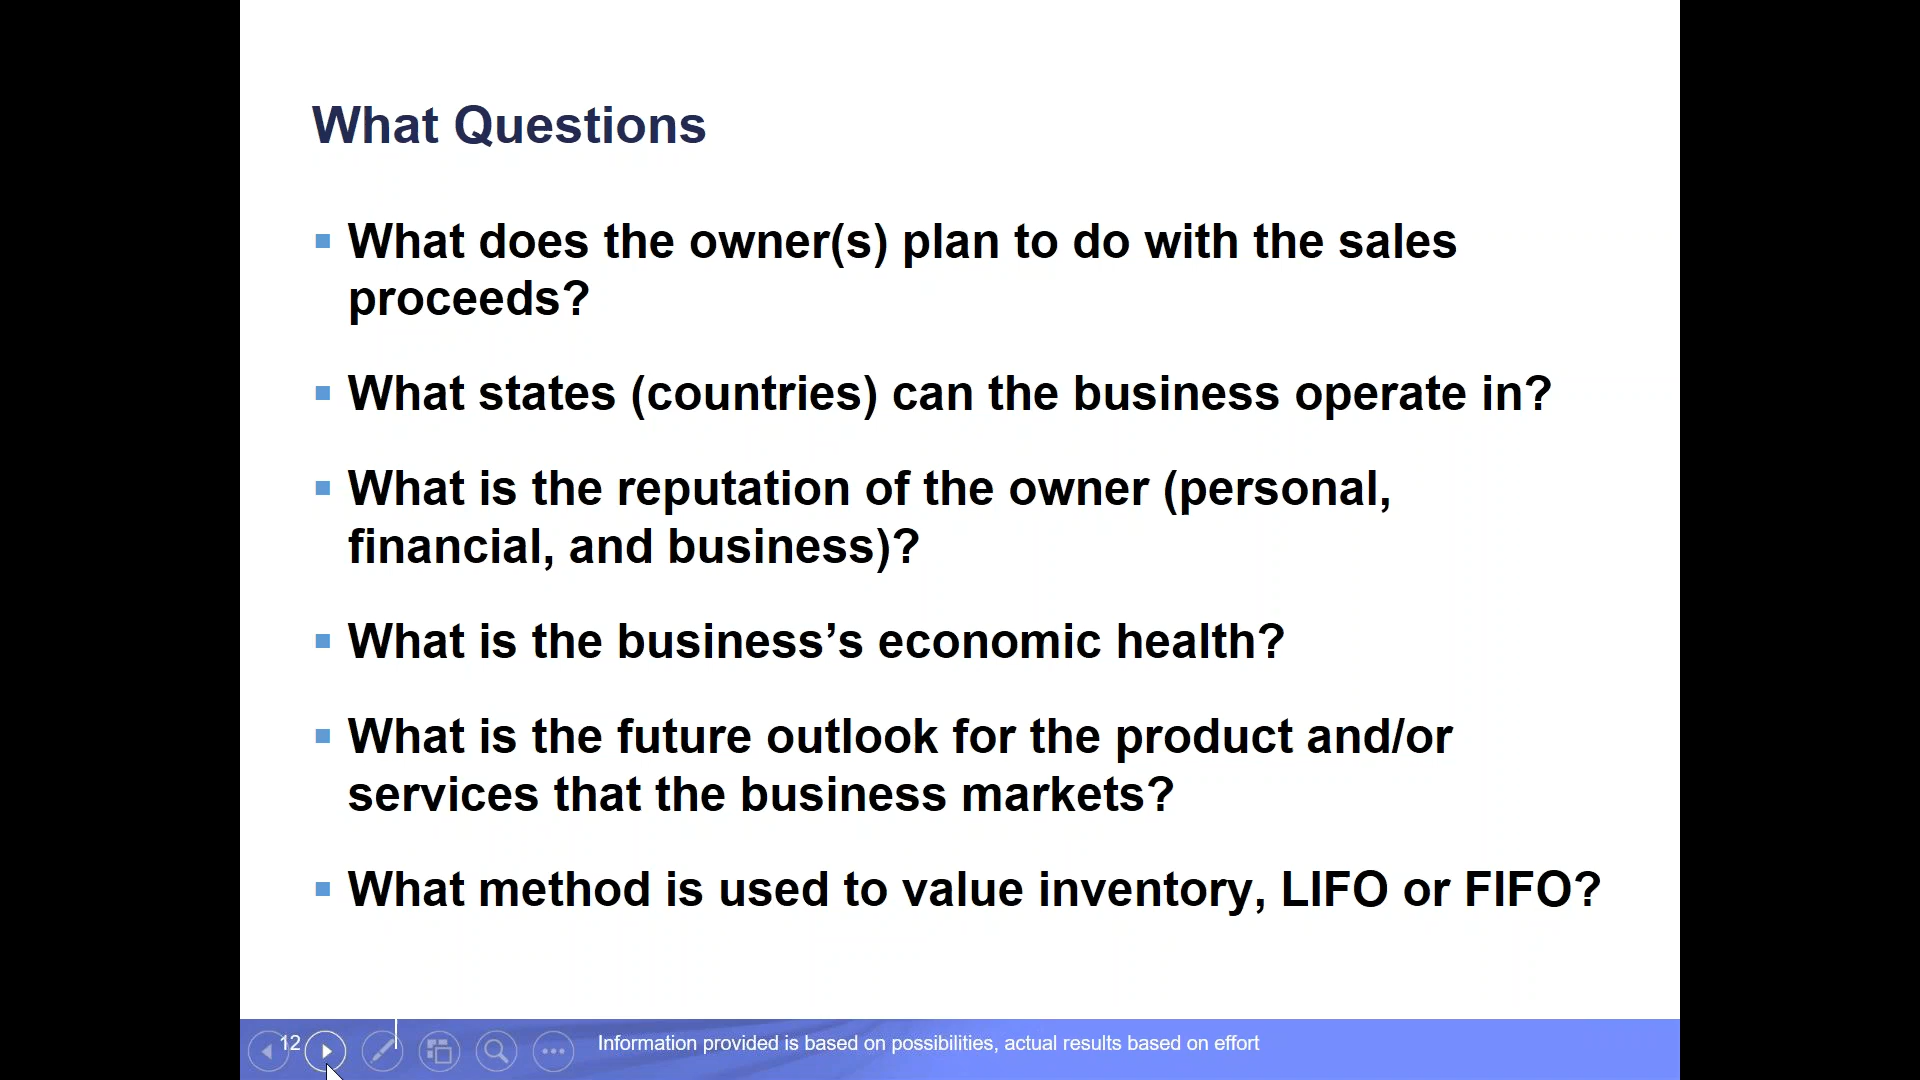 What Questions
What does the owner(s) plan to do with the sales
proceeds?
What states (countries) can the business operate in?
What is the reputation of the owner (personal,
financial, and business)?
What is the business’s economic health?
What is the future outlook for the product and/or
services that the business markets?
What method is used to value inventory, LIFO or FIFO?
12
Information provided is based on possibilities, actual results based on effort